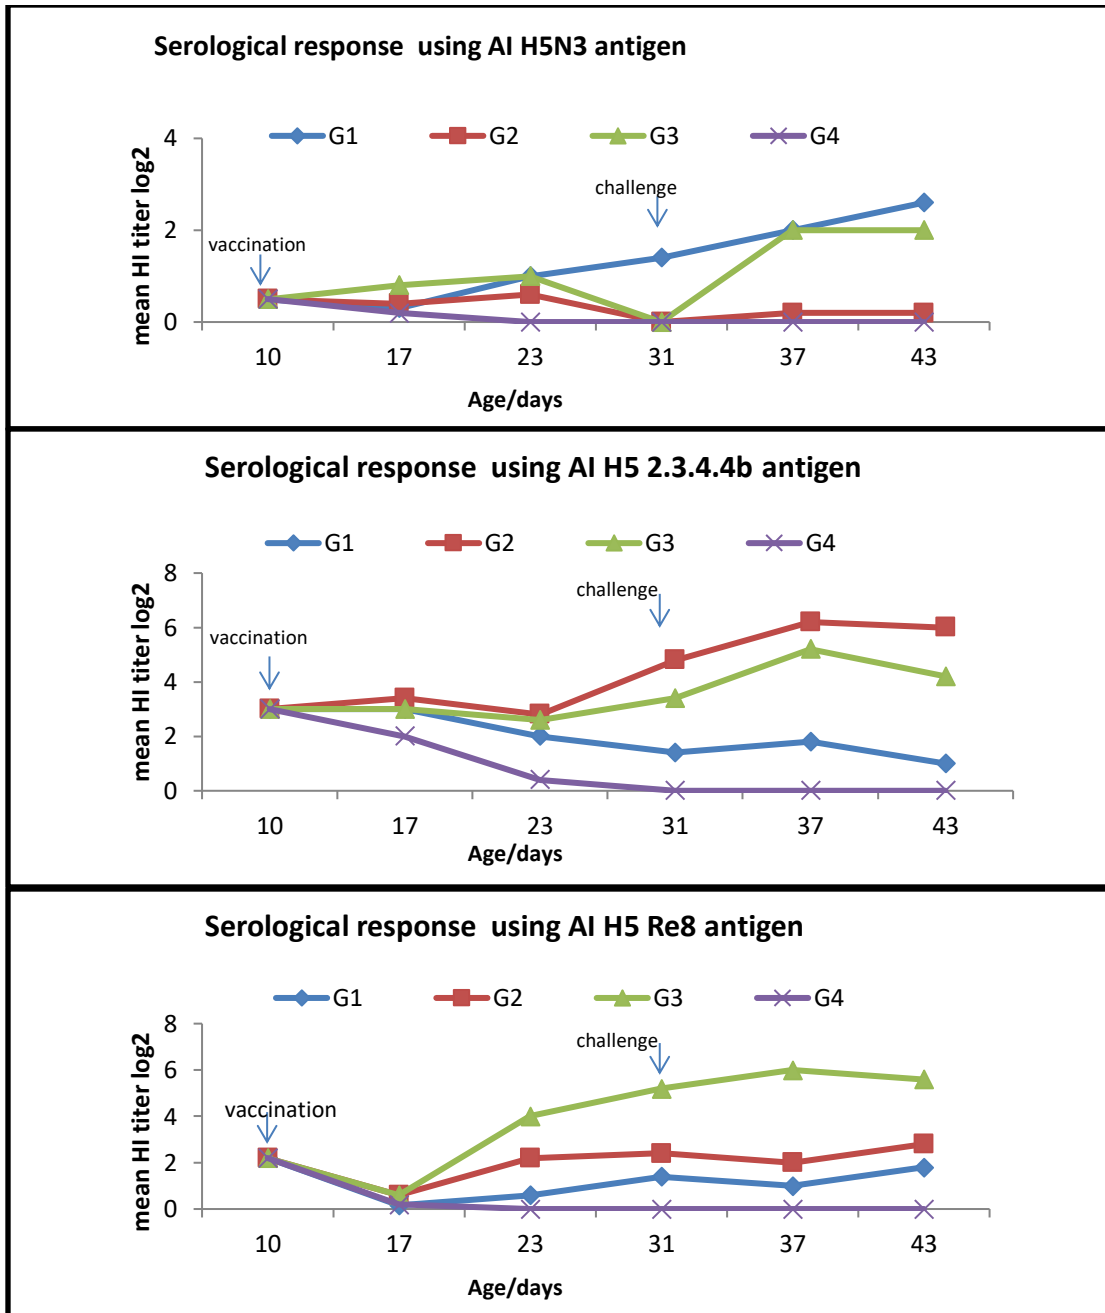 Serological response using AI H5N3 antigen
G1 G2 G3 G4
mean HI titer log2
4
2
0
vaccination
challenge
10 17 23 31 37 43
Age/days
Serological response using AI H5 2.3.4.4b antigen
G1 G2 G3 G4
mean HI titer log2
8
6
4
2
0
vaccination
challenge
10 17 23 31 37 43
Age/days
Serological response using AI H5 Re8 antigen
G1 G2 G3 G4
mean HI titer log2
8
6
4
2
0
vaccination
challenge
10 17 23 31 37 43
Age/days